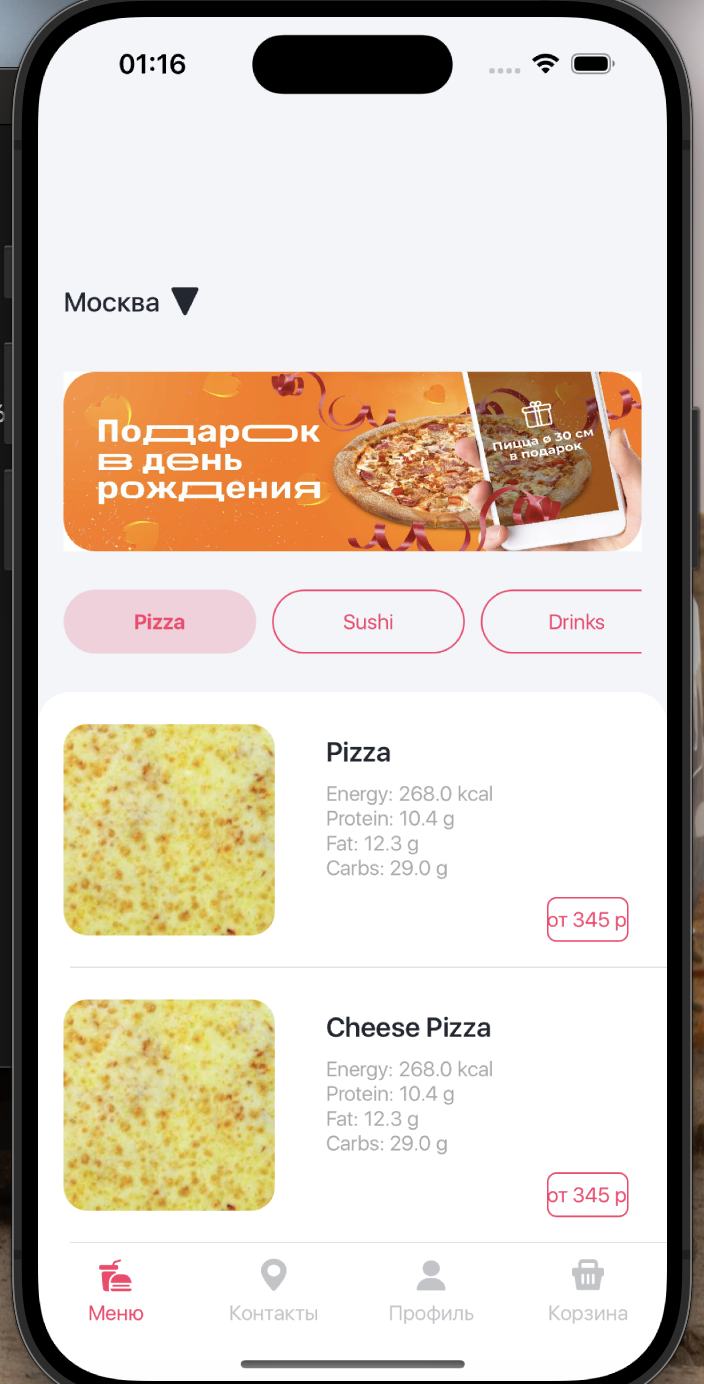 01:16
Москва
Подарок
в день
рождения
Пицца ø 30 см
в подарок
Pizza
Sushi
Drinks
Pizza
Energy: 268.0 kcal
Protein: 10.4 g
Fat: 12.3 g
Carbs: 29.0 g
от 345 р
Cheese Pizza
Energy: 268.0 kcal
Protein: 10.4 g
Fat: 12.3 g
Carbs: 29.0 g
от 345 р
Меню
Контакты
Профиль
Корзина